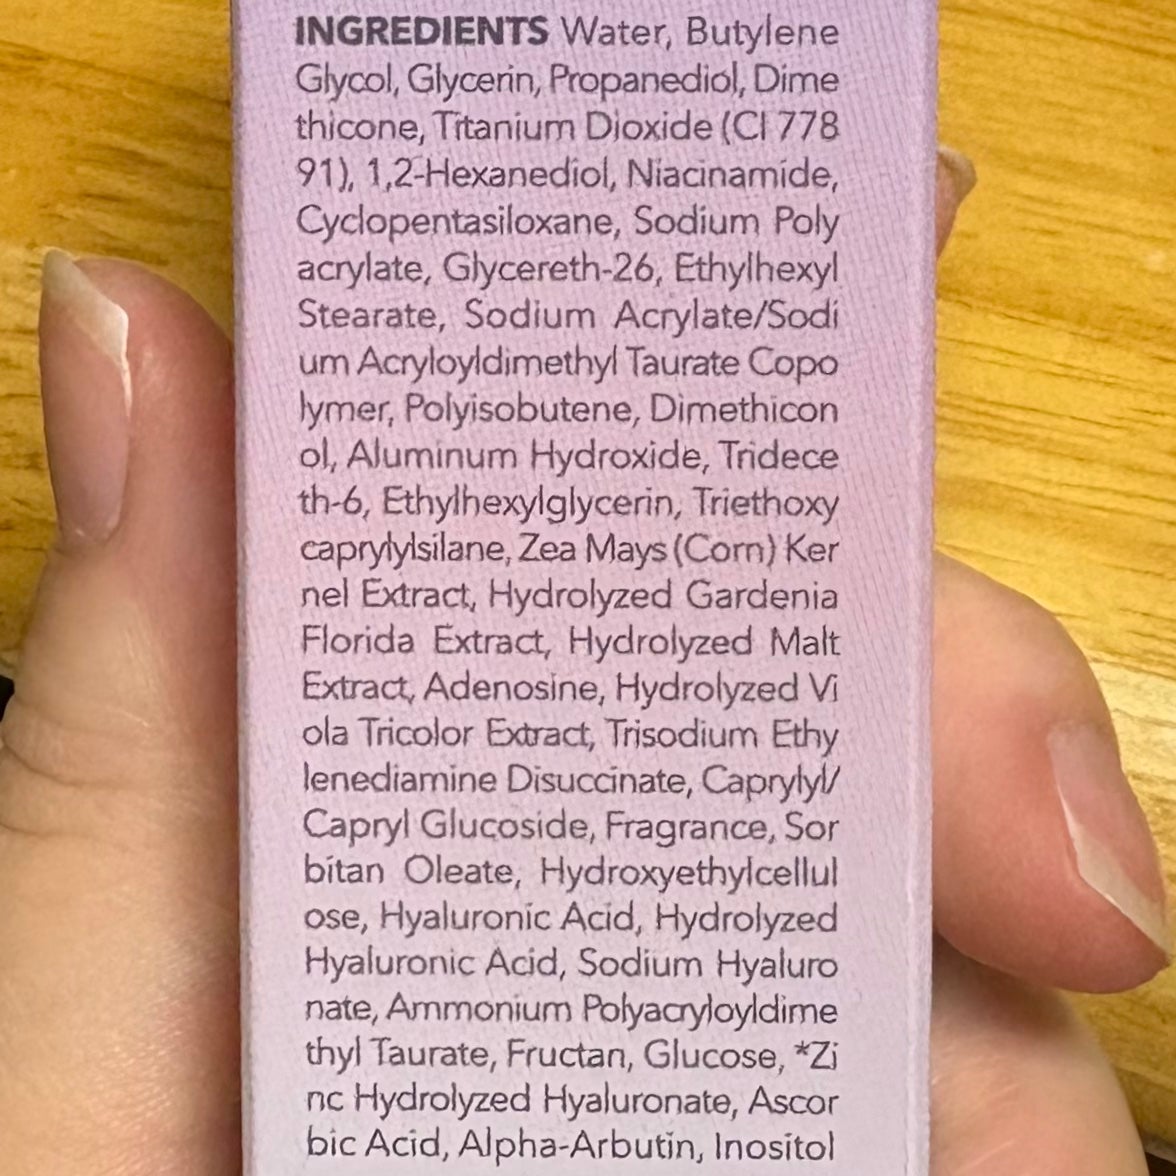 INGREDIENTS Water, Butylene
Glycol, Glycerin, Propanediol, Dime
thicone, Titanium Dioxide (CI 778
91), 1,2-Hexanediol, Niacinamide,
Cyclopentasiloxane, Sodium Poly
acrylate, Glycereth-26, Ethylhexyl
Stearate, Sodium Acrylate/Sodi
um Acryloyldimethyl Taurate Copo
lymer, Polyisobutene, Dimethicon
ol, Aluminum Hydroxide, Tridece
th-6, Ethylhexylglycerin, Triethoxy
caprylylsilane, Zea Mays (Corn) Ker
nel Extract, Hydrolyzed Gardenia
Florida Extract, Hydrolyzed Malt
Extract, Adenosine, Hydrolyzed Vi
ola Tricolor Extract, Trisodium Ethy
lenediamine Disuccinate, Caprylyl/
Capryl Glucoside, Fragrance, Sor
bitan Oleate, Hydroxyethylcellul
ose, Hyaluronic Acid, Hydrolyzed
Hyaluronic Acid, Sodium Hyaluro
nate, Ammonium Polyacryloyldime
thyl Taurate, Fructan, Glucose, *Zi
nc Hydrolyzed Hyaluronate, Ascor
bic Acid, Alpha-Arbutin, Inositol